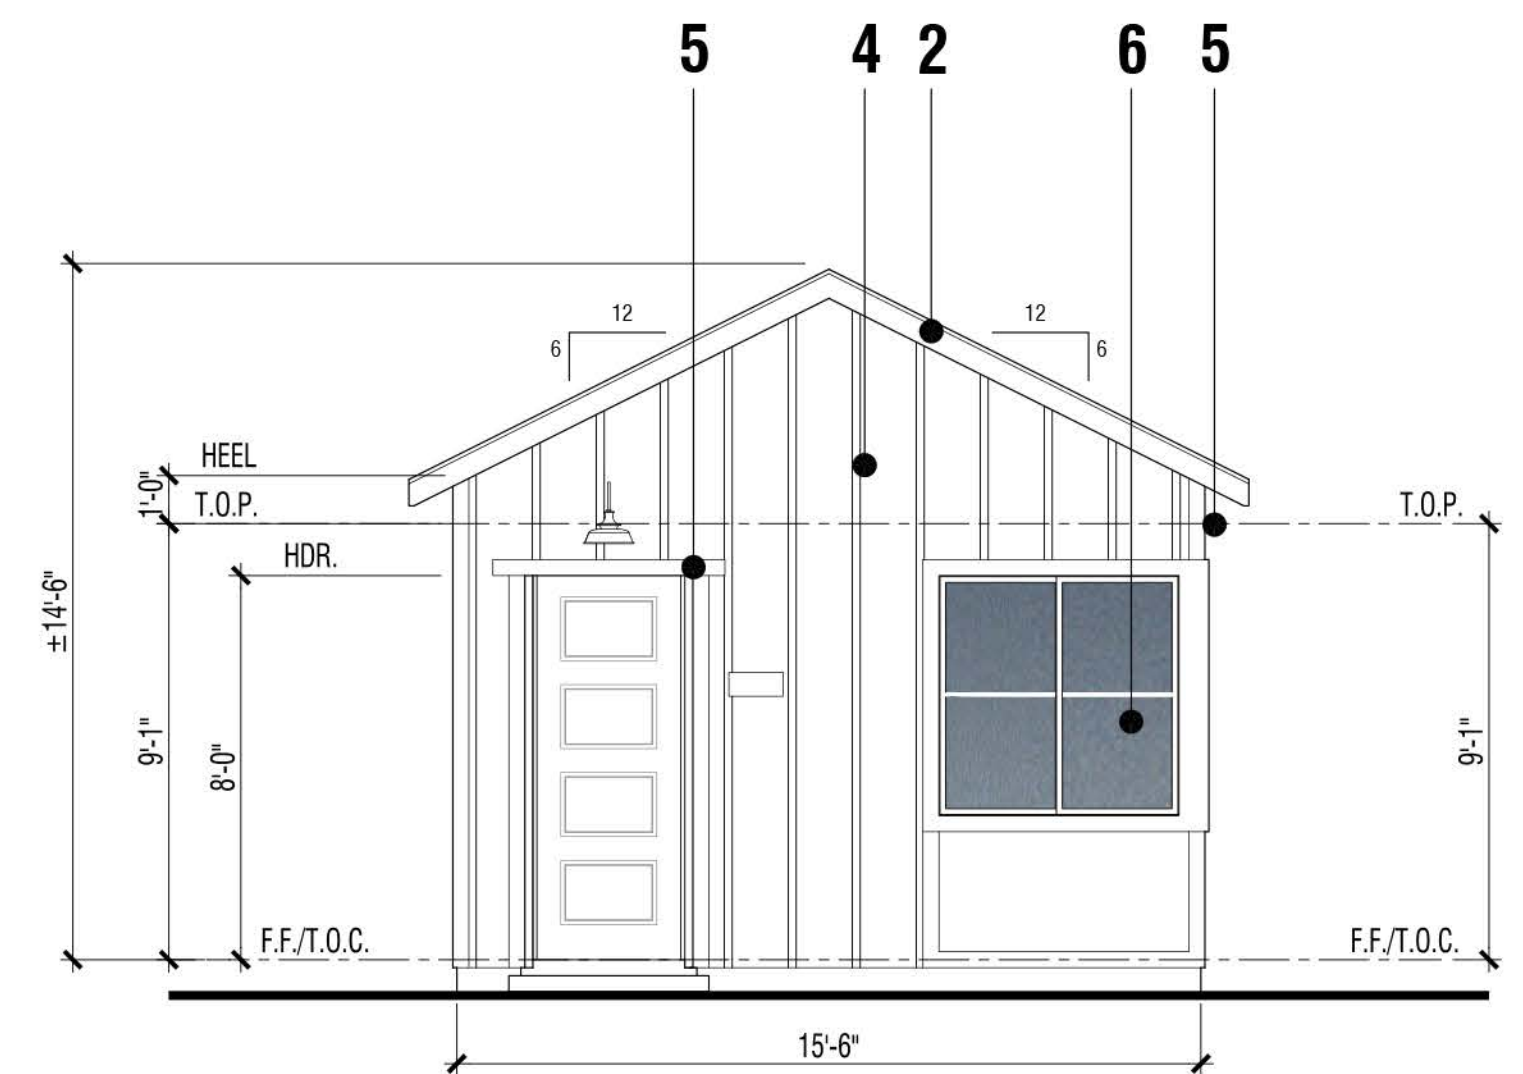 5 4 2 6 5
12 12
6 6
HEEL
1'-0"
T.O.P. T.O.P.
HDR.
±14'-6"
9'-1" 8'-0" 9'-1"
F.F./T.O.C. F.F./T.O.C.
15'-6"